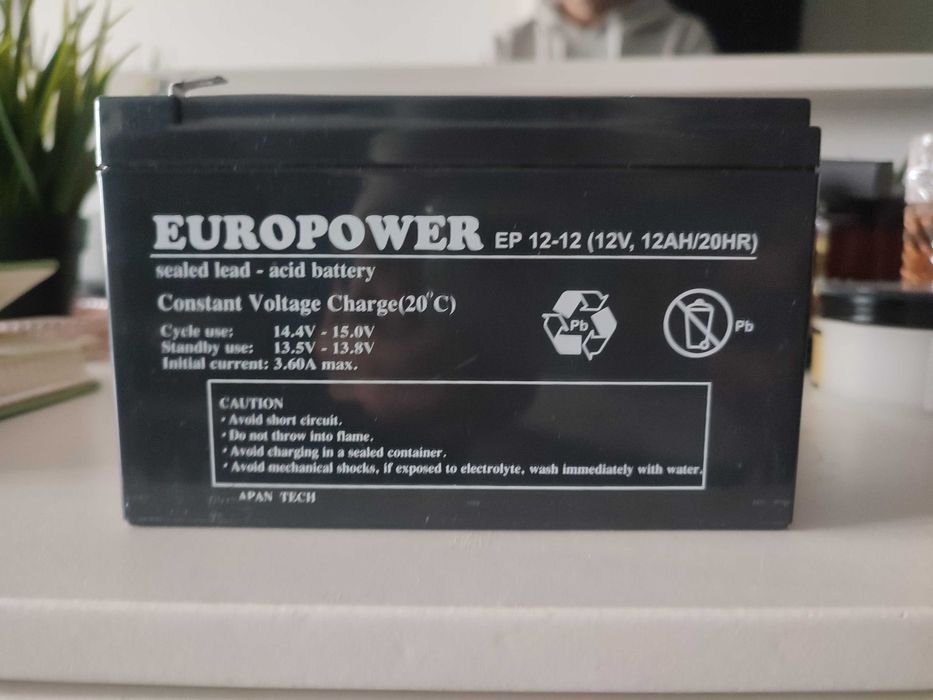 EUROPOWER EP 12-12 (12V, 12AH/20HR)
sealed lead - acid battery
Constant Voltage Charge(20°C)
Cycle use: 14.4V - 15.0V
Standby use: 13.5V - 13.8V
Initial current: 3.60A max.
Pb
Pb
CAUTION
· Avoid short circuit.
· Do not throw into flame.
· Avoid charging in a sealed container.
· Avoid mechanical shocks, if exposed to electrolyte, wash immediately with water.
APAN TECH